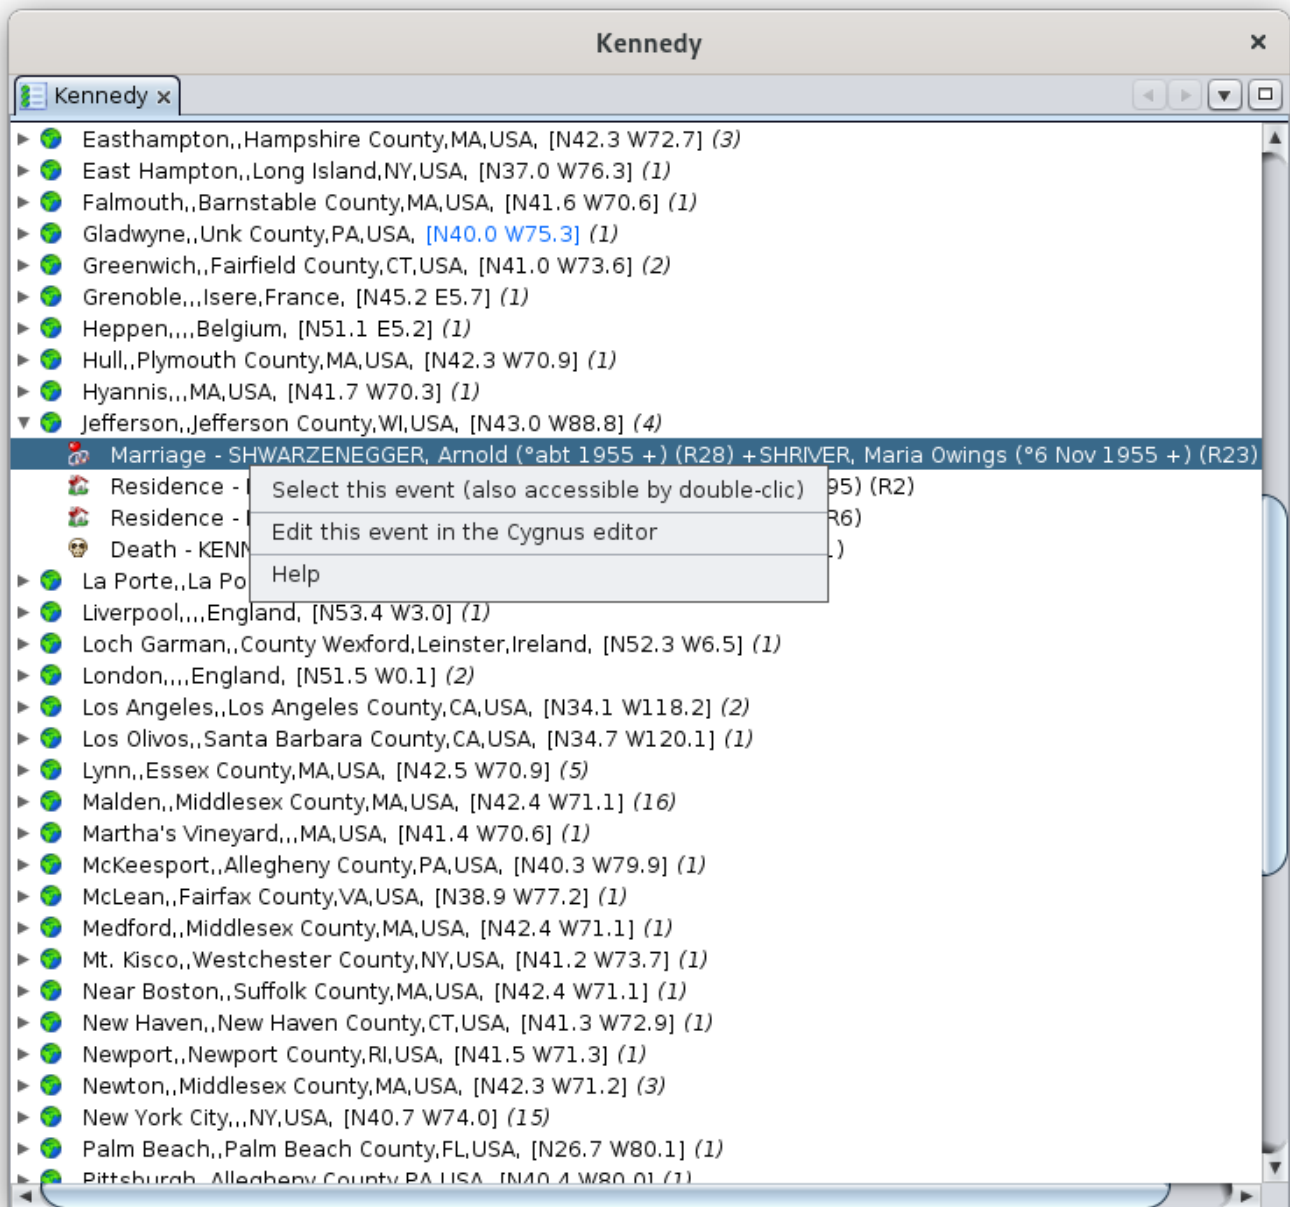 Kennedy
Kennedy
Easthampton,,Hampshire County,MA,USA, [N42.3 W72.7] (3)
East Hampton,,Long Island,NY,USA, [N37.0 W76.3] (1)
Falmouth,,Barnstable County,MA,USA, [N41.6 W70.6] (1)
Gladwyne,,Unk County,PA,USA, [N40.0 W75.3] (1)
Greenwich,,Fairfield County,CT,USA, [N41.0 W73.6] (2)
Grenoble,,,Isere,France, [N45.2 E5.7] (1)
Heppen,,,,Belgium, [N51.1 E5.2] (1)
Hull,,Plymouth County,MA,USA, [N42.3 W70.9] (1)
Hyannis,,,MA,USA, [N41.7 W70.3] (1)
Jefferson,,Jefferson County,WI,USA, [N43.0 W88.8] (4)
Marriage - SHWARZENEGGER, Arnold (°abt 1955 +) (R28) +SHRIVER, Maria Owings (°6 Nov 1955 +) (R23)
Residence - 95) (R2)
Residence - R6)
Death - KENN )
Select this event (also accessible by double-clic)
Edit this event in the Cygnus editor
Help
La Porte,,La Po
Liverpool,,,,England, [N53.4 W3.0] (1)
Loch Garman,,County Wexford,Leinster,Ireland, [N52.3 W6.5] (1)
London,,,,England, [N51.5 W0.1] (2)
Los Angeles,,Los Angeles County,CA,USA, [N34.1 W118.2] (2)
Los Olivos,,Santa Barbara County,CA,USA, [N34.7 W120.1] (1)
Lynn,,Essex County,MA,USA, [N42.5 W70.9] (5)
Malden,,Middlesex County,MA,USA, [N42.4 W71.1] (16)
Martha's Vineyard,,,MA,USA, [N41.4 W70.6] (1)
McKeesport,,Allegheny County,PA,USA, [N40.3 W79.9] (1)
McLean,,Fairfax County,VA,USA, [N38.9 W77.2] (1)
Medford,,Middlesex County,MA,USA, [N42.4 W71.1] (1)
Mt. Kisco,,Westchester County,NY,USA, [N41.2 W73.7] (1)
Near Boston,,Suffolk County,MA,USA, [N42.4 W71.1] (1)
New Haven,,New Haven County,CT,USA, [N41.3 W72.9] (1)
Newport,,Newport County,RI,USA, [N41.5 W71.3] (1)
Newton,,Middlesex County,MA,USA, [N42.3 W71.2] (3)
New York City,,,NY,USA, [N40.7 W74.0] (15)
Palm Beach,,Palm Beach County,FL,USA, [N26.7 W80.1] (1)
Pittsburgh,,Allegheny County,PA,USA, [N40.4 W80.0] (1)